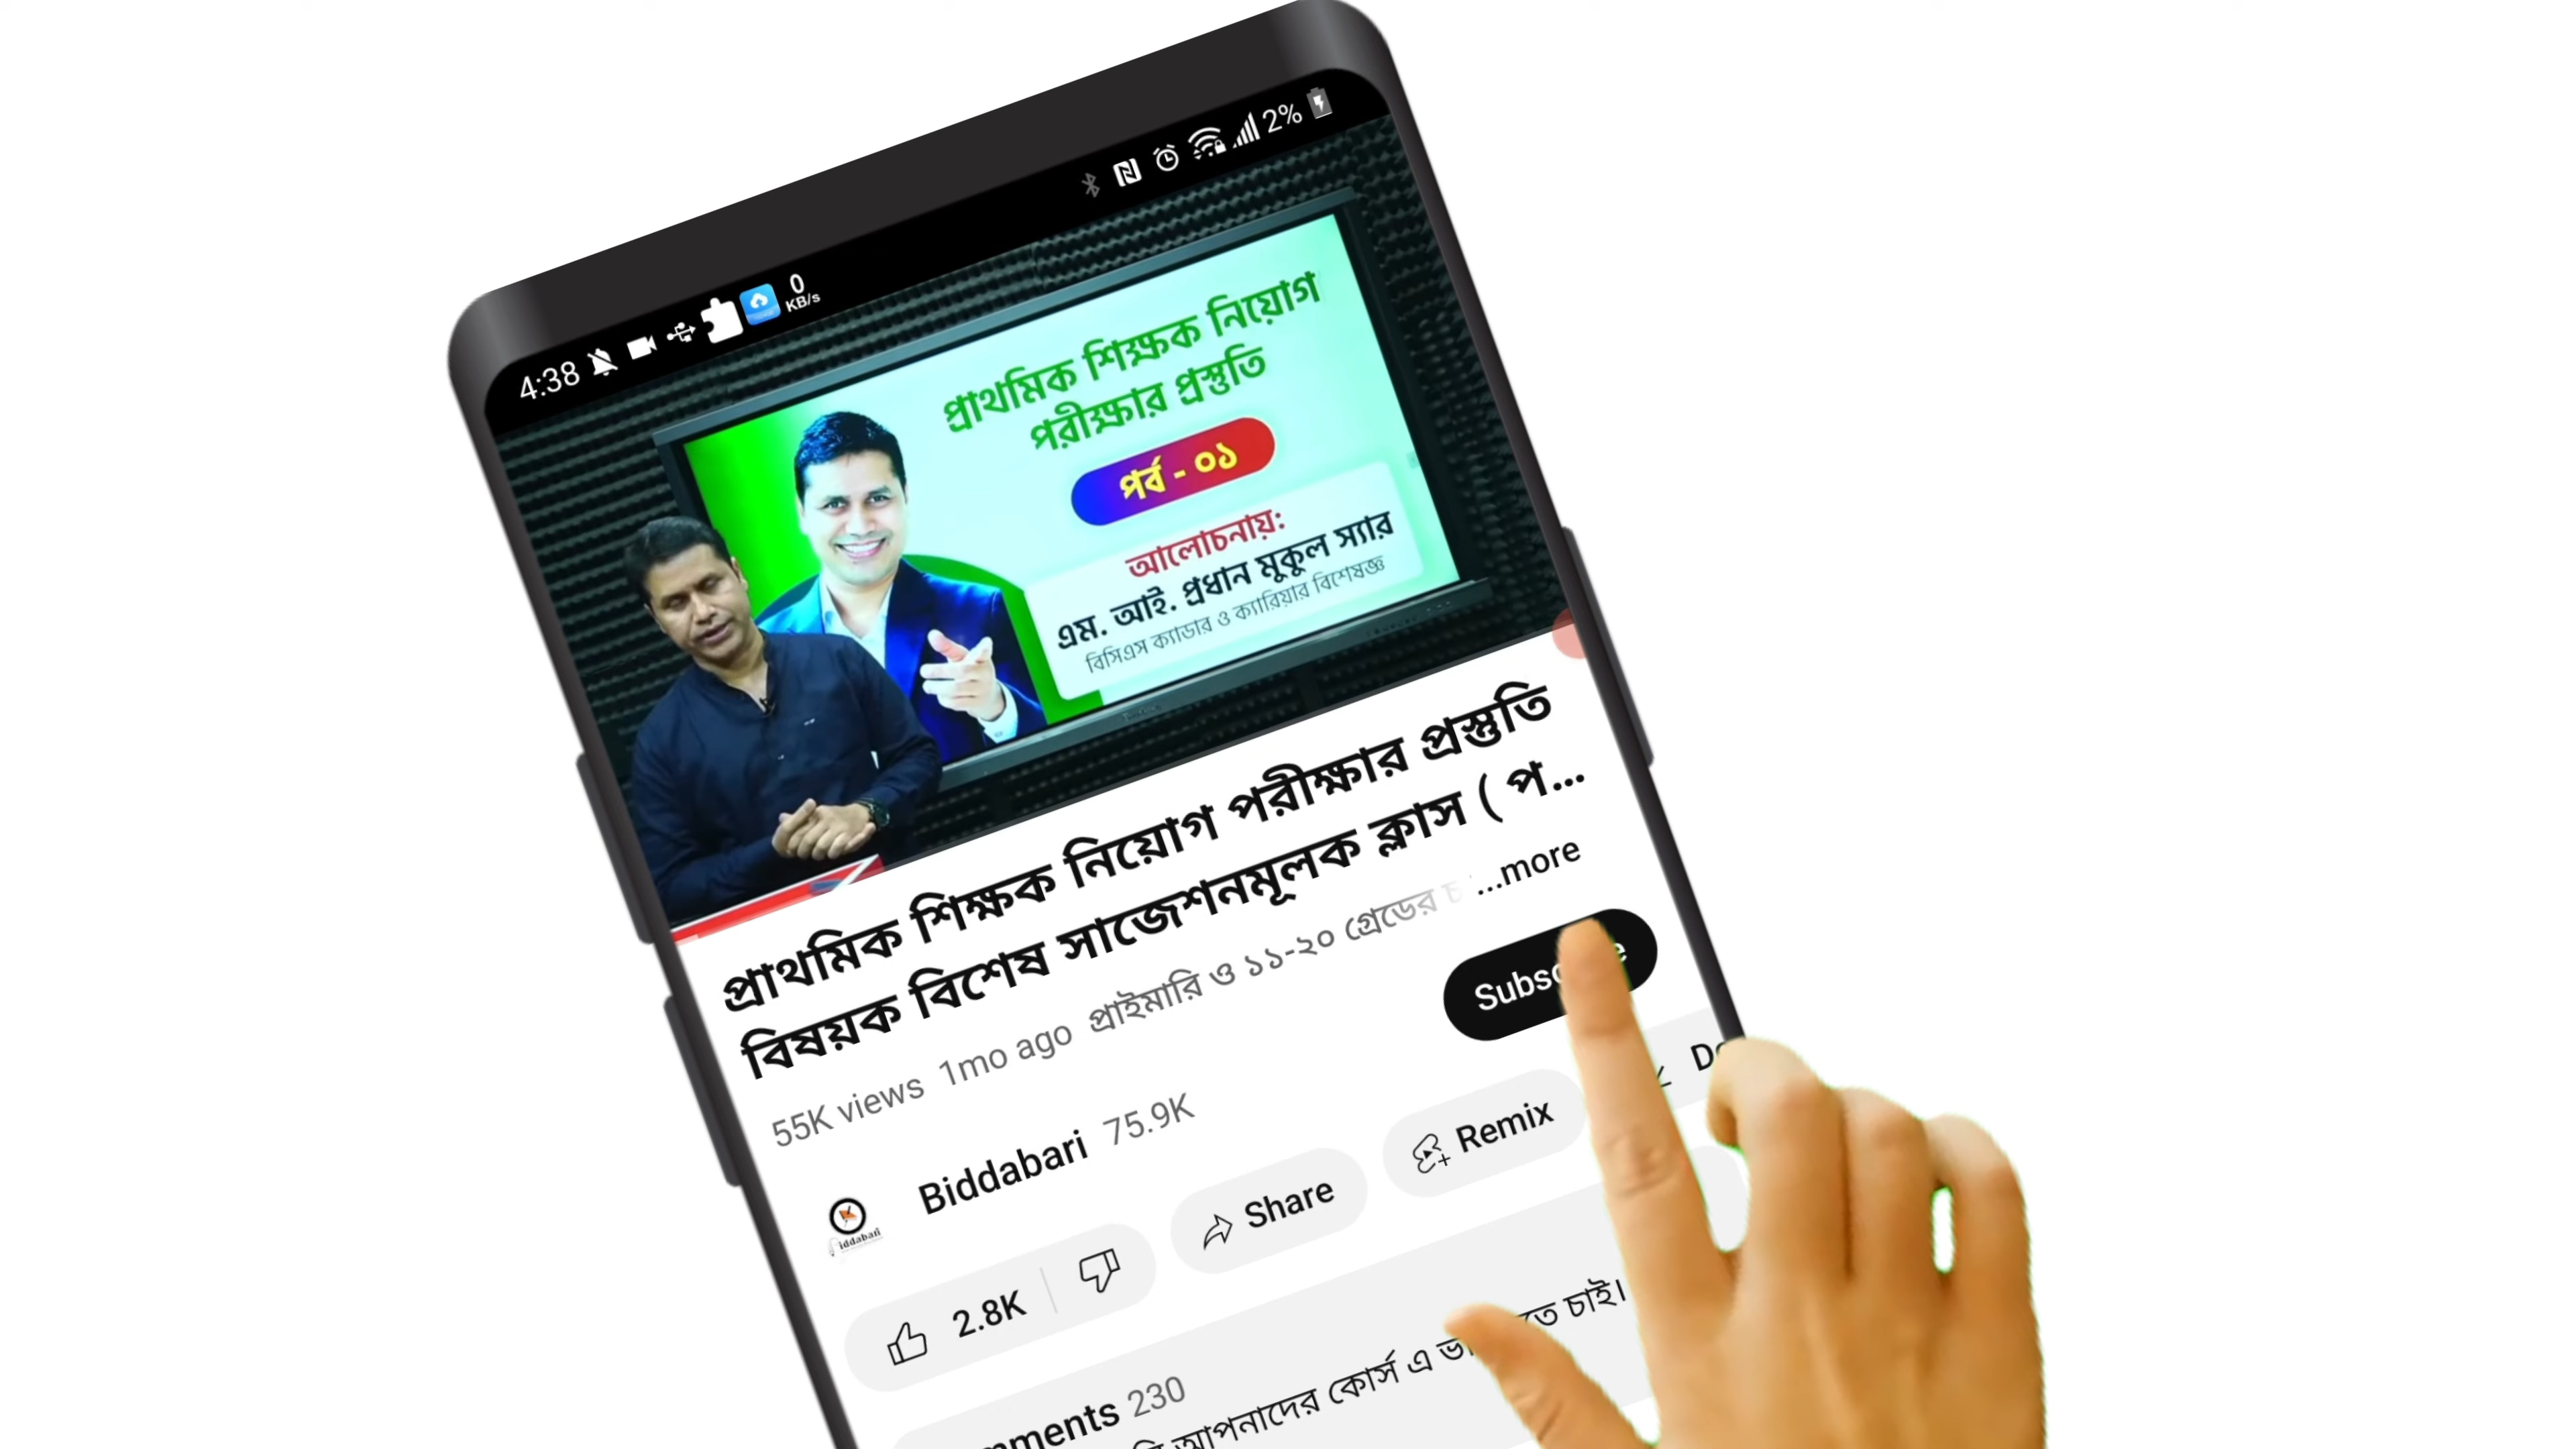 4:38
0
KB/s
2%
প্রাথমিক শিক্ষক নিয়োগ
পরীক্ষার প্রস্তুতি
পর্ব - ০১
আলোচনায়:
এম. আই. প্রধান মুকুল স্যার
বিসিএস ক্যাডার ও ক্যারিয়ার বিশেষজ্ঞ
প্রাথমিক শিক্ষক নিয়োগ পরীক্ষার প্রস্তুতি
বিষয়ক বিশেষ সাজেশনমূলক ক্লাস ( প...
55K views 1mo ago প্রাইমারি ও ১১-২০ গ্রেডের ...more
Biddabari 75.9K
iddabari
2.8K
Share
Remix
230
আপনাদের কোর্স এ চাই।